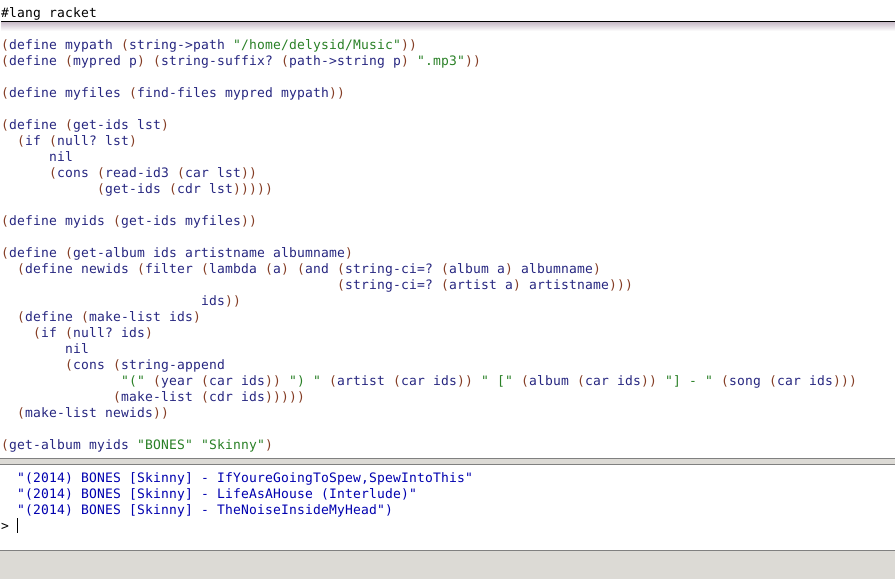 #lang racket
(define mypath (string->path "/home/delysid/Music"))
(define (mypred p) (string-suffix? (path->string p) ".mp3"))
(define myfiles (find-files mypred mypath))
(define (get-ids lst)
(if (null? lst)
nil
(cons (read-id3 (car lst))
(get-ids (cdr lst)))))
(define myids (get-ids myfiles))
(define (get-album ids artistname albumname)
(define newids (filter (lambda (a) (and (string-ci=? (album a) albumname)
(string-ci=? (artist a) artistname)))
ids))
(define (make-list ids)
(if (null? ids)
nil
(cons (string-append
"(" (year (car ids)) ") " (artist (car ids)) " [" (album (car ids)) "] - " (song (car ids)))
(make-list (cdr ids)))))
(make-list newids))
(get-album myids "BONES" "Skinny")
"(2014) BONES [Skinny] - IfYoureGoingToSpew,SpewIntoThis"
"(2014) BONES [Skinny] - LifeAsAHouse (Interlude)"
"(2014) BONES [Skinny] - TheNoiseInsideMyHead")
>